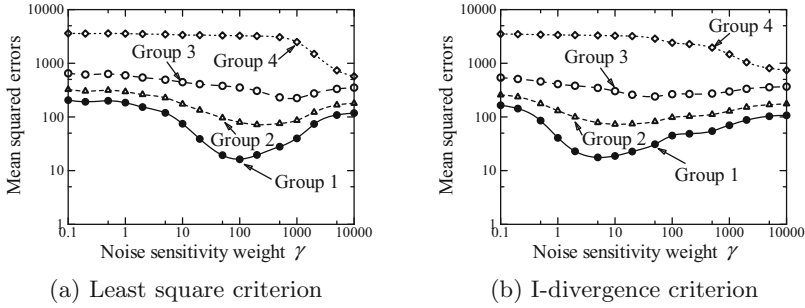 10000
1000
100
10
1
Mean squared errors
Group 3
Group 4
Group 2
Group 1
0.1 1 10 100 1000 10000
Noise sensitivity weight γ
(a) Least square criterion
10000
1000
100
10
1
Mean squared errors
Group 4
Group 3
Group 2
Group 1
0.1 1 10 100 1000 10000
Noise sensitivity weight γ
(b) I-divergence criterion